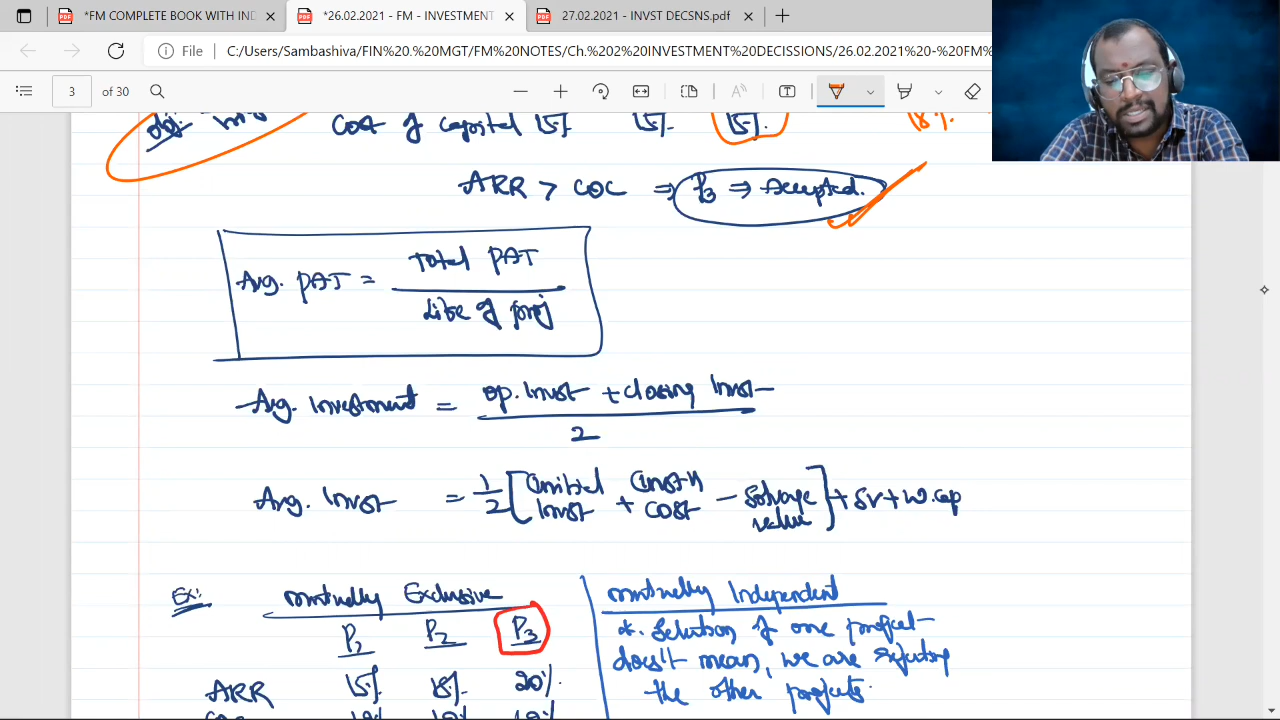 *FM COMPLETE BOOK WITH IND
*26.02.2021 - FM - INVESTMENT
27.02.2021 - INVST DECSNS.pdf
File C:/Users/Sambashiva/FIN%20.%20MGT/FM%20NOTES/Ch.%202%20INVESTMENT%20DECISSIONS/26.02.2021%20-%20FM%
3 of 30
Cost of capital 15% 15% 15%. 18%
ARR > COC ⇒ P3 ⇒ Accepted.
Avg. PAT = Total PAT
Life of proj
Avg. Investment = op. Invst + closing Invst
2
Avg. Invst = 1/2 [Initial Invst + Inst'n Cost - Salvage value] + SV + W.cap
Ex:
mutually Exclusive
P1 P2 P3
ARR 15% 18% 20%.
mutually Independent
*. Selution of one project
doesn't mean, we are rejecting
the other projects.